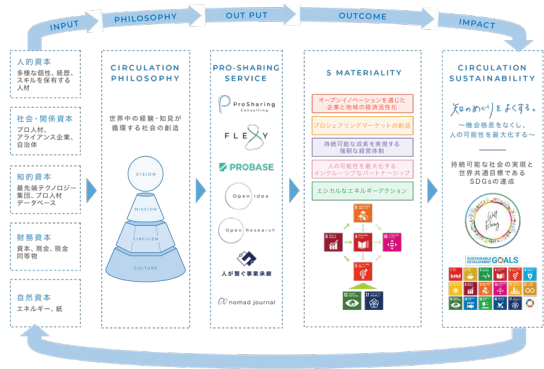 INPUT
PHILOSOPHY
OUT PUT
OUTCOME
IMPACT
人的資本
多様な個性、経歴、
スキルを保有する
人材
社会・関係資本
プロ人材、
アライアンス企業、
自治体
知的資本
最先端テクノロジー
集団、プロ人材
データベース
財務資本
資本、現金、現金
同等物
自然資本
エネルギー、紙
CIRCULATION
PHILOSOPHY
世界中の経験・知見が
循環する社会の創造
VISION
MISSION
CIRCUIZM
CULTURE
PRO-SHARING
SERVICE
ProSharing
Consulting
FLEXY
PROBASE
Open Idea
Open Research
人が繋ぐ事業承継
nomad journal
5 MATERIALITY
オープンイノベーションを通じた
企業と地域の経済活性化
プロシェアリングマーケットの創造
持続可能な成長を実現する
強靭な経営体制
人の可能性を最大化する
インクルーシブなパートナーシップ
エシカルなエネルギーアクション
CIRCULATION
SUSTAINABILITY
知のめぐりをよくする。
〜機会格差をなくし、
人の可能性を最大化する〜
持続可能な社会の実現と
世界共通目標である
SDGsの達成
Well
Being
SUSTAINABLE
DEVELOPMENT
GOALS